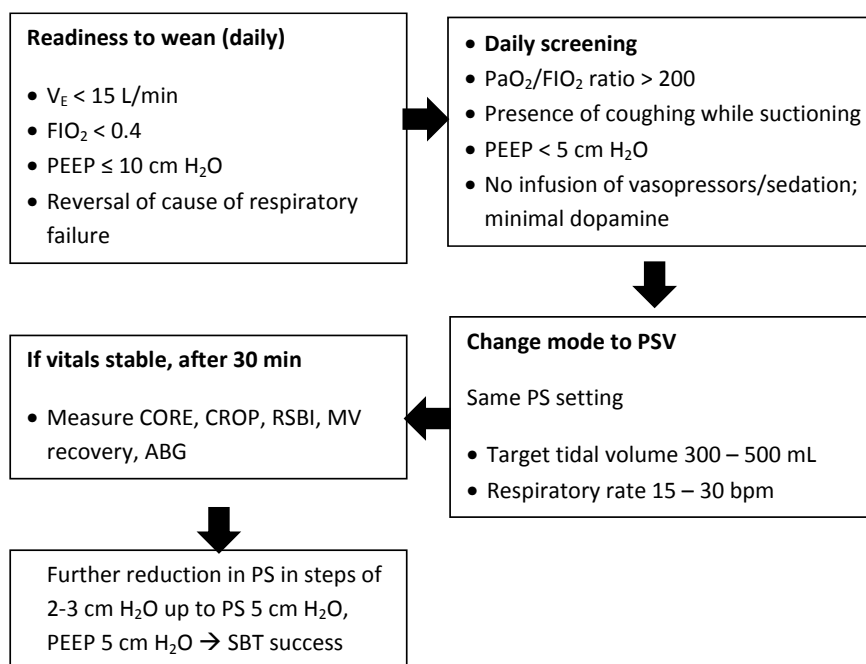 Readiness to wean (daily)
• VE < 15 L/min
• FIO2 < 0.4
• PEEP ≤ 10 cm H2O
• Reversal of cause of respiratory
failure
• Daily screening
• PaO2/FIO2 ratio > 200
• Presence of coughing while suctioning
• PEEP < 5 cm H2O
• No infusion of vasopressors/sedation;
minimal dopamine
Change mode to PSV
Same PS setting
• Target tidal volume 300 – 500 mL
• Respiratory rate 15 – 30 bpm
If vitals stable, after 30 min
• Measure CORE, CROP, RSBI, MV
recovery, ABG
Further reduction in PS in steps of
2-3 cm H2O up to PS 5 cm H2O,
PEEP 5 cm H2O → SBT success